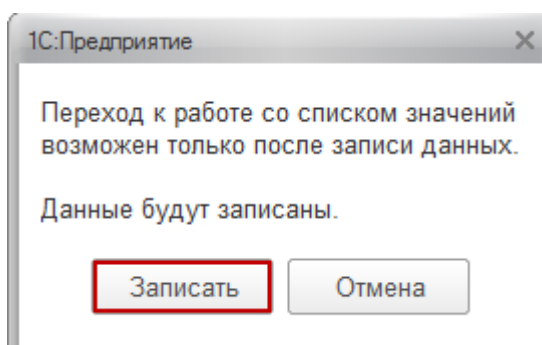 1С:Предприятие
Переход к работе со списком значений
возможен только после записи данных.
Данные будут записаны.
Записать Отмена